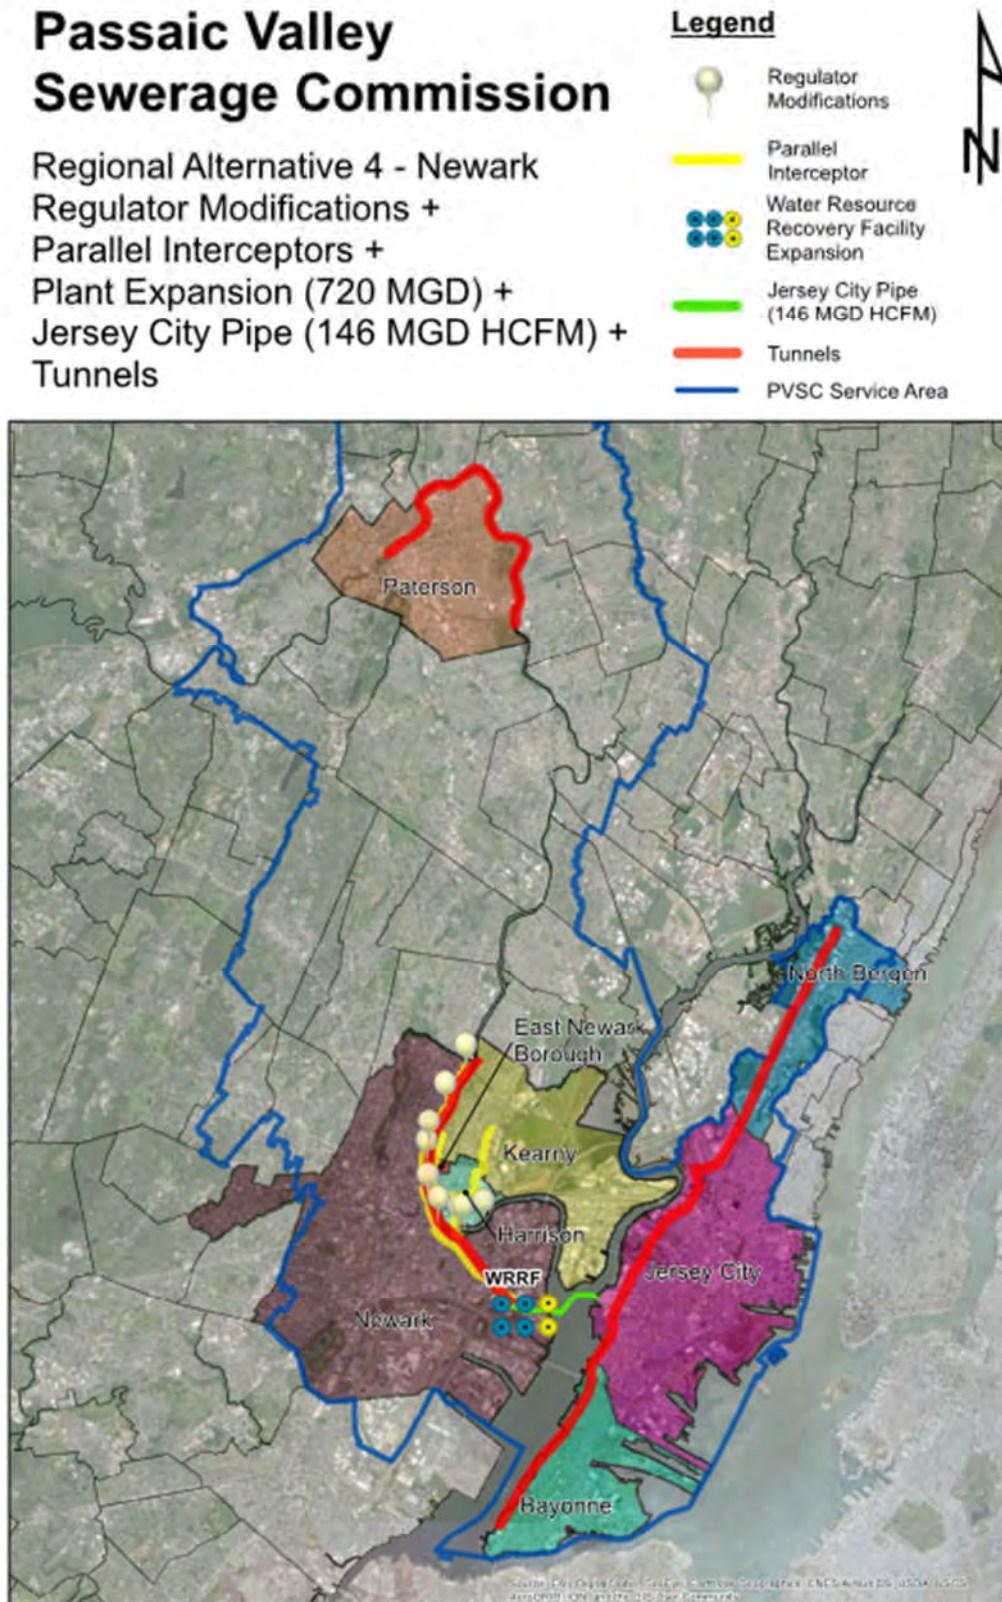 Passaic Valley
Sewerage Commission
Regional Alternative 4 - Newark
Regulator Modifications +
Parallel Interceptors +
Plant Expansion (720 MGD) +
Jersey City Pipe (146 MGD HCFM) +
Tunnels
Legend
Regulator
Modifications
Parallel
Interceptor
Water Resource
Recovery Facility
Expansion
Jersey City Pipe
(146 MGD HCFM)
Tunnels
PVSC Service Area
N
Paterson
North Bergen
East Newark
Borough
Kearny
Harrison
WRRF
Jersey City
Newark
Bayonne